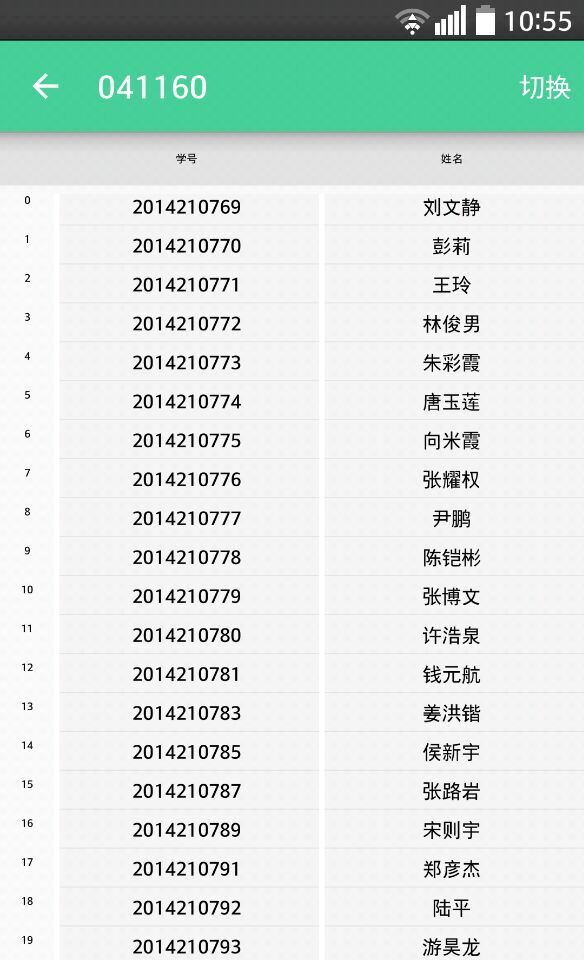 10:55
041160 切换
学号 姓名
0 2014210769 刘文静
1 2014210770 彭莉
2 2014210771 王玲
3 2014210772 林俊男
4 2014210773 朱彩霞
5 2014210774 唐玉莲
6 2014210775 向米霞
7 2014210776 张耀权
8 2014210777 尹鹏
9 2014210778 陈铠彬
10 2014210779 张博文
11 2014210780 许浩泉
12 2014210781 钱元航
13 2014210783 姜洪锴
14 2014210785 侯新宇
15 2014210787 张路岩
16 2014210789 宋则宇
17 2014210791 郑彦杰
18 2014210792 陆平
19 2014210793 游昊龙